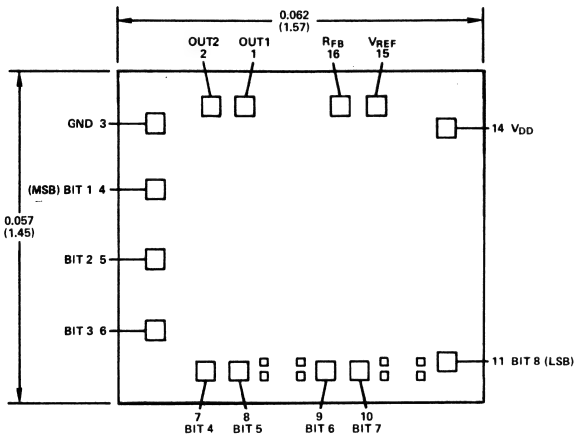 0.062
(1.57)
OUT2
2
OUT1
1
RFB
16
VREF
15
GND 3
14 VDD
(MSB) BIT 1 4
0.057
(1.45)
BIT 2 5
BIT 3 6
11 BIT 8 (LSB)
7
BIT 4
8
BIT 5
9
BIT 6
10
BIT 7